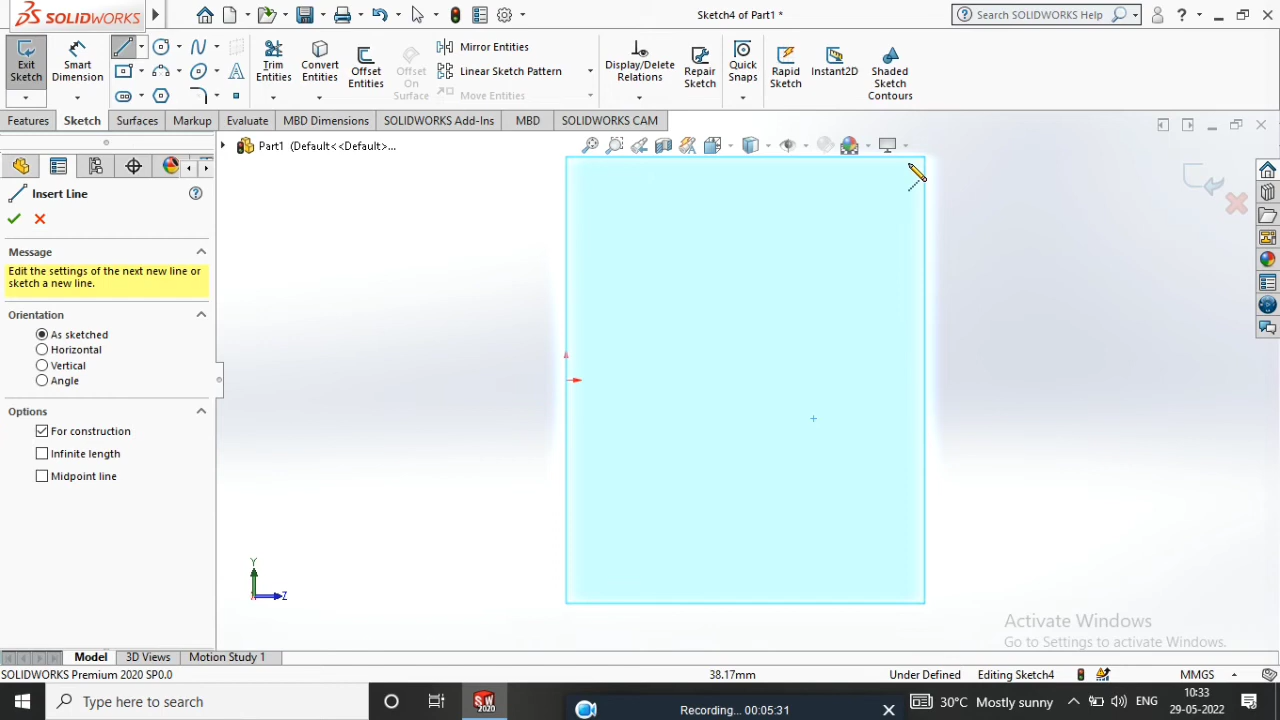 SOLIDWORKS
Sketch4 of Part1 *
Search SOLIDWORKS Help
Exit Sketch
Smart Dimension
Trim Entities
Convert Entities
Offset Entities
Offset On Surface
Mirror Entities
Linear Sketch Pattern
Move Entities
Display/Delete Relations
Repair Sketch
Quick Snaps
Rapid Sketch
Instant2D
Shaded Sketch Contours
Features
Sketch
Surfaces
Markup
Evaluate
MBD Dimensions
SOLIDWORKS Add-Ins
MBD
SOLIDWORKS CAM
Part1 (Default<<Default>...
Insert Line
Message
Edit the settings of the next new line or
sketch a new line.
Orientation
As sketched
Horizontal
Vertical
Angle
Options
For construction
Infinite length
Midpoint line
Y
Z
Activate Windows
Go to Settings to activate Windows.
Model
3D Views
Motion Study 1
SOLIDWORKS Premium 2020 SP0.0
38.17mm
Under Defined
Editing Sketch4
MMGS
Type here to search
SW
2020
Recording... 00:05:31
30°C Mostly sunny
ENG
10:33
29-05-2022